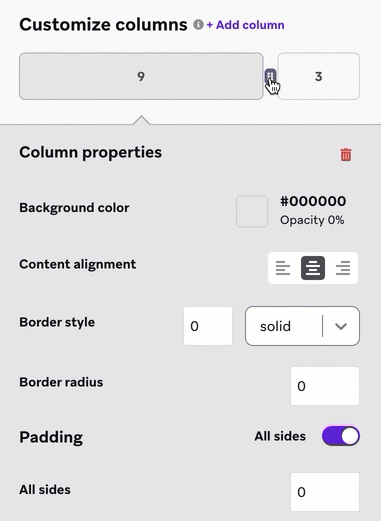 Customize columns + Add column
9 3
Column properties
Background color #000000
Opacity 0%
Content alignment
Border style 0 solid
Border radius 0
Padding All sides
All sides 0